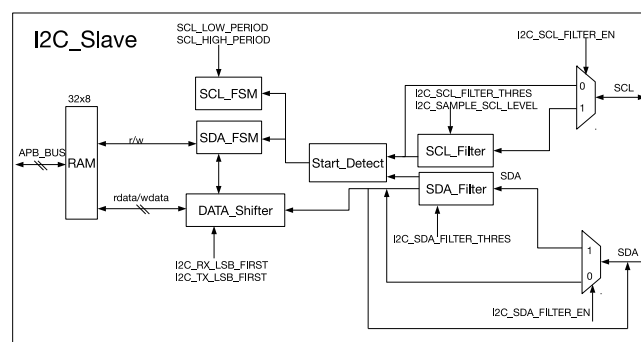 I2C_Slave
SCL_LOW_PERIOD
SCL_HIGH_PERIOD
I2C_SCL_FILTER_EN
SCL_FSM
I2C_SCL_FILTER_THRES
I2C_SAMPLE_SCL_LEVEL
0
1
SCL
32x8
RAM
APB_BUS
r/w
SDA_FSM
Start_Detect
SCL_Filter
SDA
SDA_Filter
rdata/wdata
DATA_Shifter
I2C_SDA_FILTER_THRES
I2C_RX_LSB_FIRST
I2C_TX_LSB_FIRST
1
0
SDA
I2C_SDA_FILTER_EN